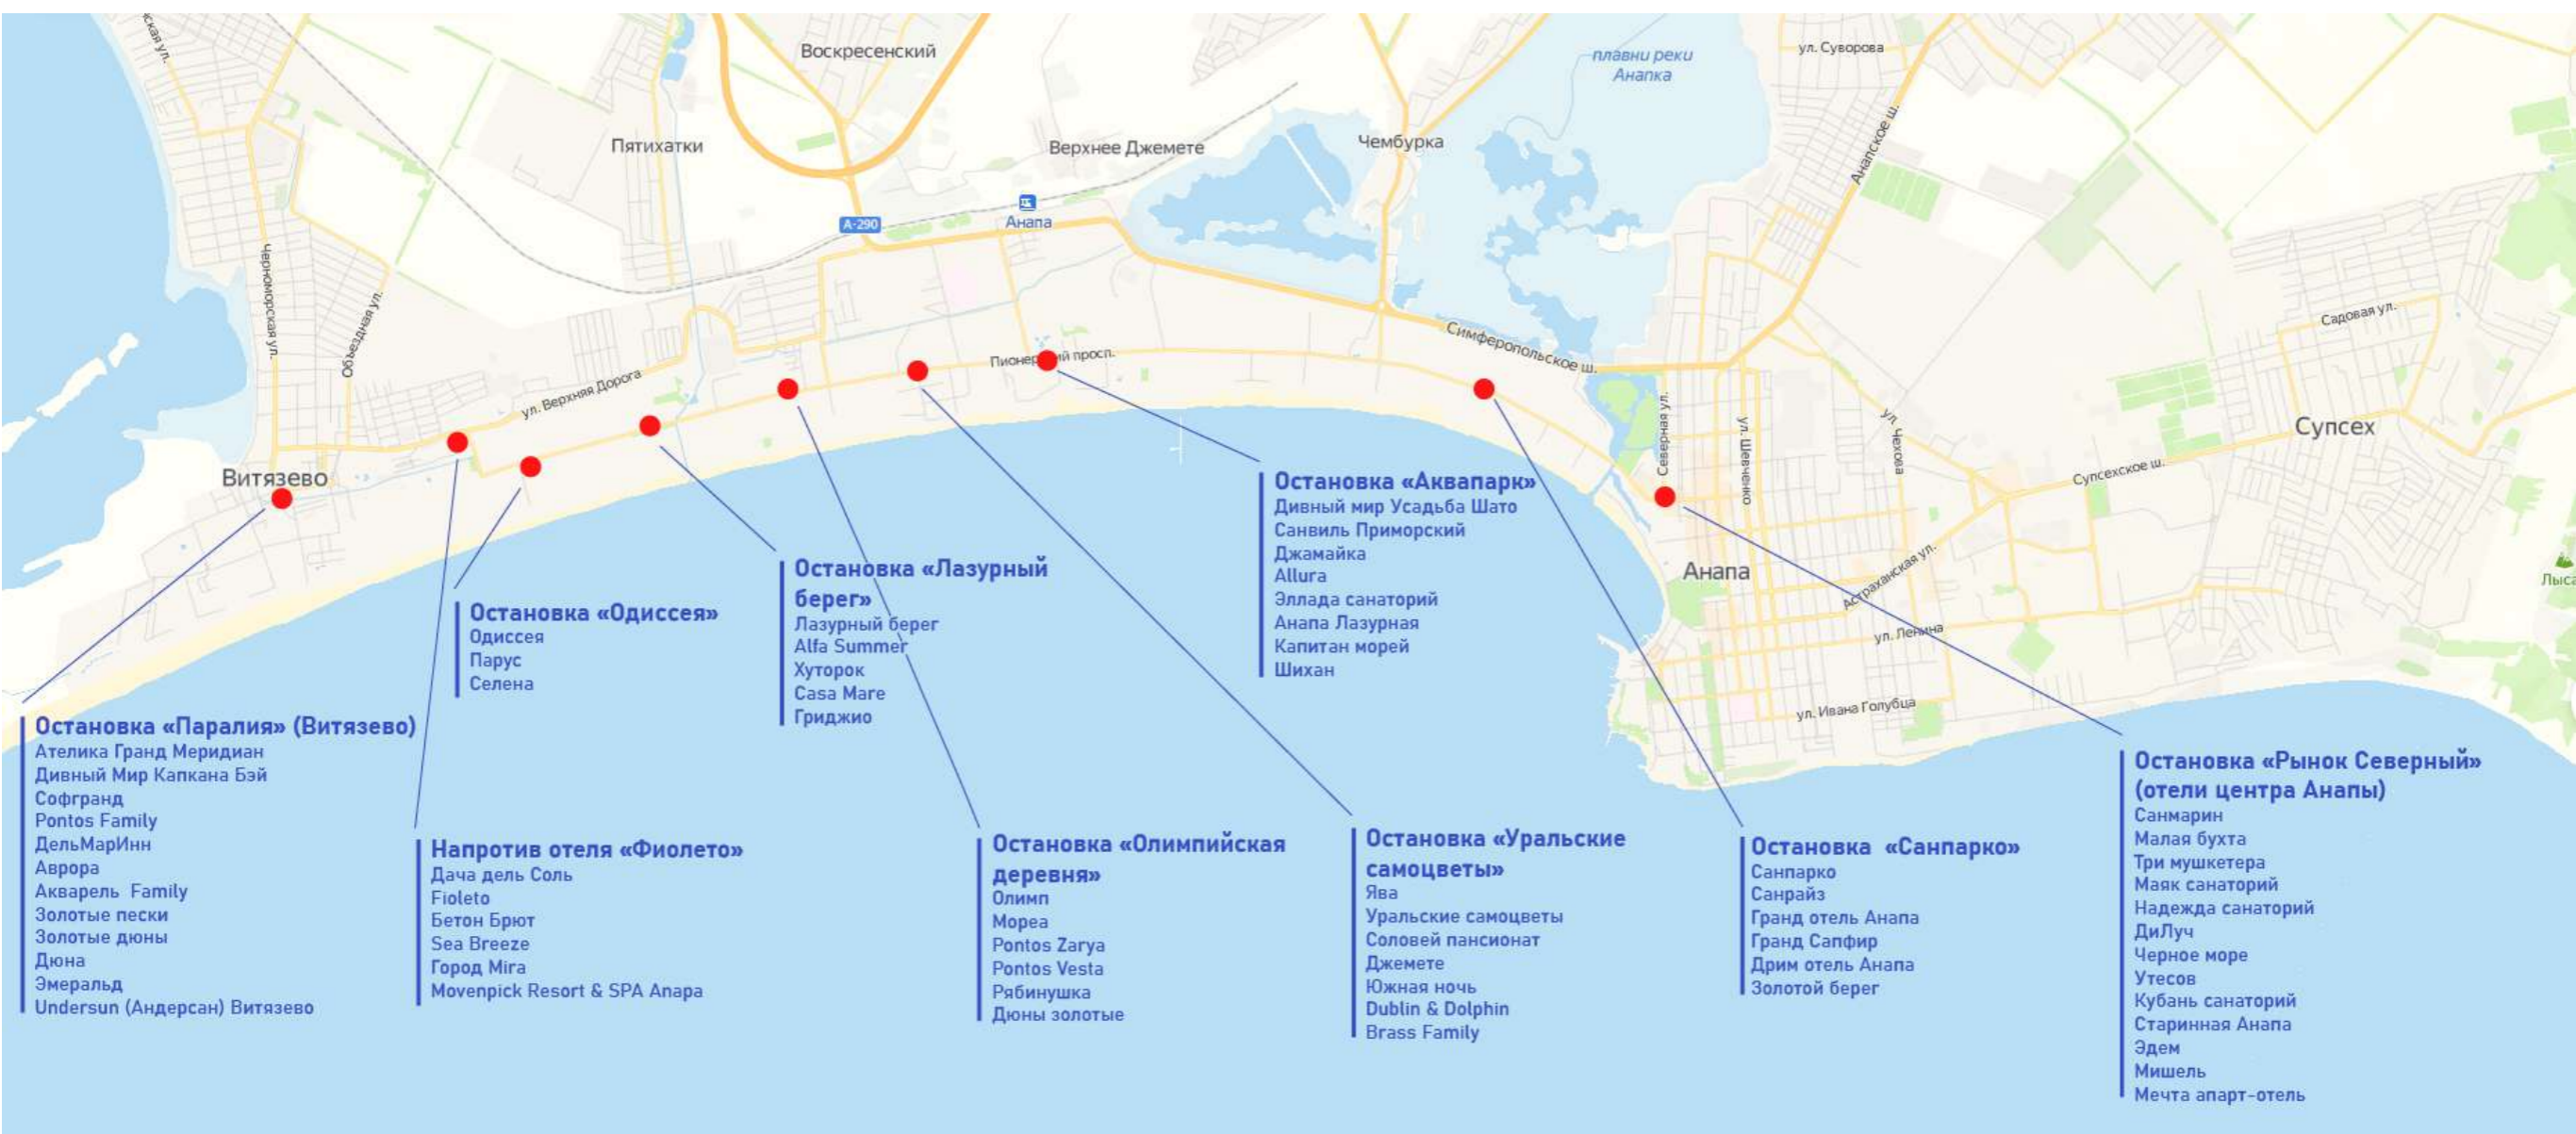 ул. Суворова
Воскресенский
плавни реки
Анапка
Пятихатки
Верхнее Джемете
Чембурка
Анапское ш.
А-290
Анапа
Черноморская ул.
Объездная ул.
Садовая ул.
Симферопольское ш.
ул. Верхняя Дорога
Северная ул.
ул. Шевченко
ул. Чехова
Супсех
Витязево
Супсехское ш.
Анапа
Астраханская ул.
ул. Ленина
ул. Ивана Голубца
Остановка «Паралия» (Витязево)
Ателика Гранд Меридиан
Дивный Мир Капкана Бэй
Софгранд
Pontos Family
ДельМарИнн
Аврора
Акварель Family
Золотые пески
Золотые дюны
Дюна
Эмеральд
Undersun (Андерсан) Витязево
Напротив отеля «Фиолето»
Дача дель Соль
Fioleto
Бетон Брют
Sea Breeze
Город Mira
Movenpick Resort & SPA Anapa
Остановка «Одиссея»
Одиссея
Парус
Селена
Остановка «Лазурный
берег»
Лазурный берег
Alfa Summer
Хуторок
Casa Mare
Гриджио
Остановка «Олимпийская
деревня»
Олимп
Мореа
Pontos Zarya
Pontos Vesta
Рябинушка
Дюны золотые
Остановка «Уральские
самоцветы»
Ява
Уральские самоцветы
Соловей пансионат
Джемете
Южная ночь
Dublin & Dolphin
Brass Family
Остановка «Аквапарк»
Дивный мир Усадьба Шато
Санвиль Приморский
Джамайка
Allura
Эллада санаторий
Анапа Лазурная
Капитан морей
Шихан
Остановка «Санпарко»
Санпарко
Санрайз
Гранд отель Анапа
Гранд Сапфир
Дрим отель Анапа
Золотой берег
Остановка «Рынок Северный»
(отели центра Анапы)
Санмарин
Малая бухта
Три мушкетера
Маяк санаторий
Надежда санаторий
ДиЛуч
Черное море
Утесов
Кубань санаторий
Старинная Анапа
Эдем
Мишель
Мечта апарт-отель